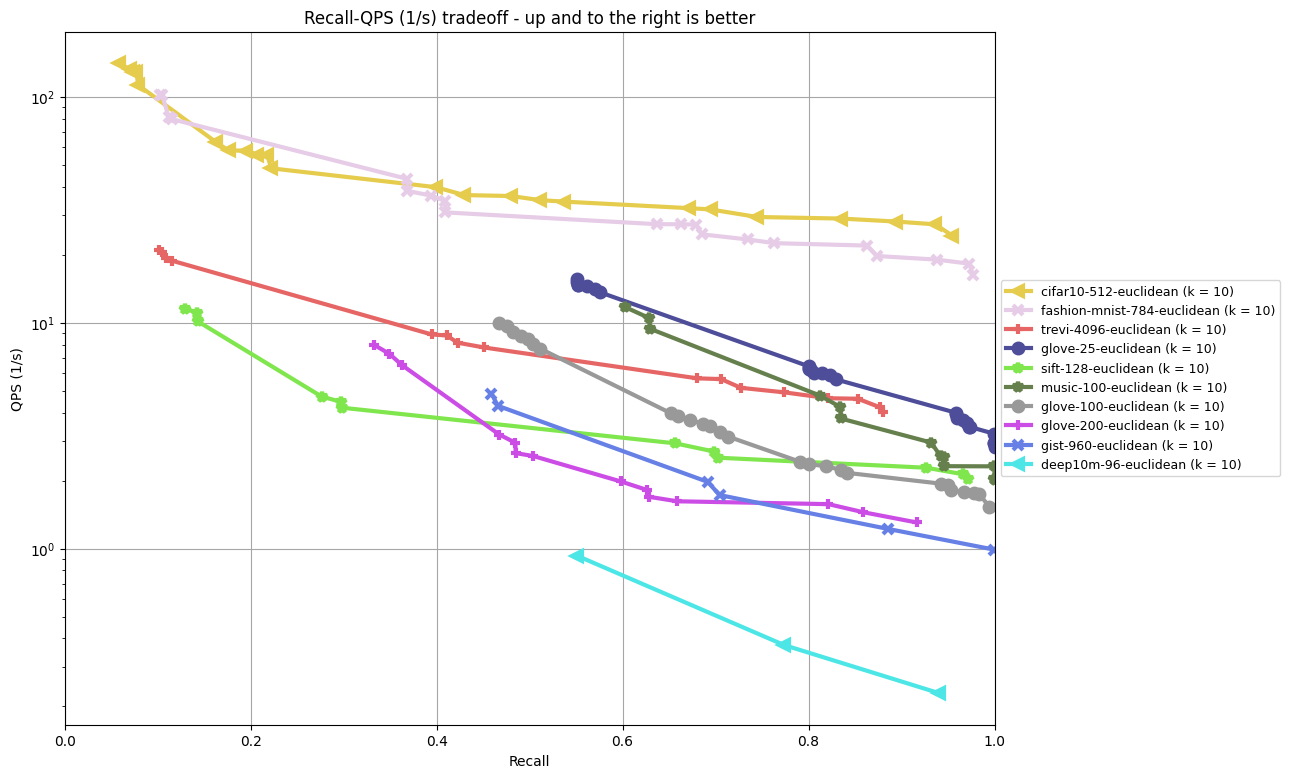 Recall-QPS (1/s) tradeoff - up and to the right is better
QPS (1/s)
10²
10¹
10⁰
0.0 0.2 0.4 0.6 0.8 1.0
Recall
cifar10-512-euclidean (k = 10)
fashion-mnist-784-euclidean (k = 10)
trevi-4096-euclidean (k = 10)
glove-25-euclidean (k = 10)
sift-128-euclidean (k = 10)
music-100-euclidean (k = 10)
glove-100-euclidean (k = 10)
glove-200-euclidean (k = 10)
gist-960-euclidean (k = 10)
deep10m-96-euclidean (k = 10)